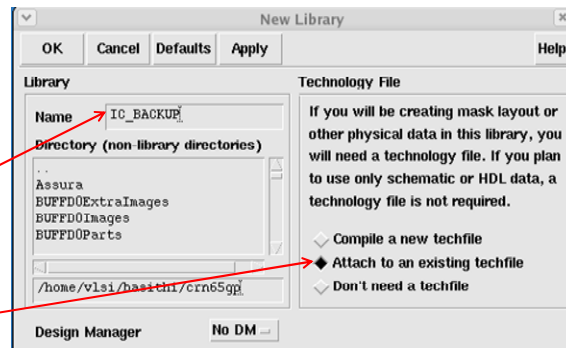 New Library
OK Cancel Defaults Apply Help
Library
Name IC_BACKUP
Directory (non-library directories)
..
Assura
BUFFD0ExtraImages
BUFFD0Images
BUFFD0Parts
/home/vlsi/hasithi/crn65gp
Design Manager No DM
Technology File
If you will be creating mask layout or
other physical data in this library, you
will need a technology file. If you plan
to use only schematic or HDL data, a
technology file is not required.
Compile a new techfile
Attach to an existing techfile
Don't need a techfile